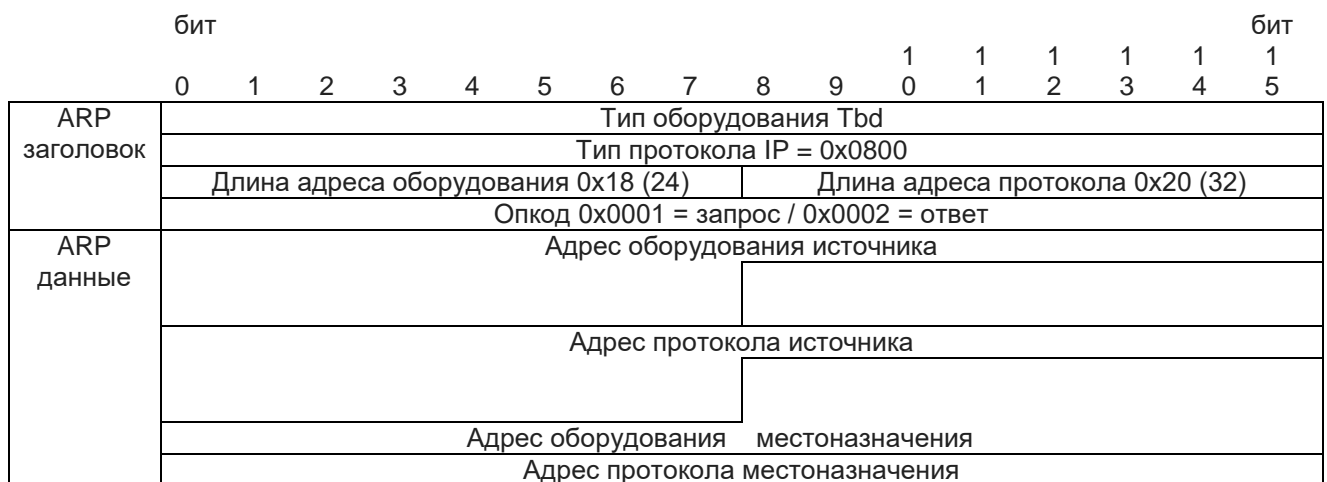 бит бит
1 1 1 1 1 1
0 1 2 3 4 5 6 7 8 9 0 1 2 3 4 5
ARP Тип оборудования Tbd
заголовок Тип протокола IP = 0x0800
Длина адреса оборудования 0x18 (24) Длина адреса протокола 0x20 (32)
Опкод 0x0001 = запрос / 0x0002 = ответ
ARP Адрес оборудования источника
данные
Адрес протокола источника
Адрес оборудования местоназначения
Адрес протокола местоназначения